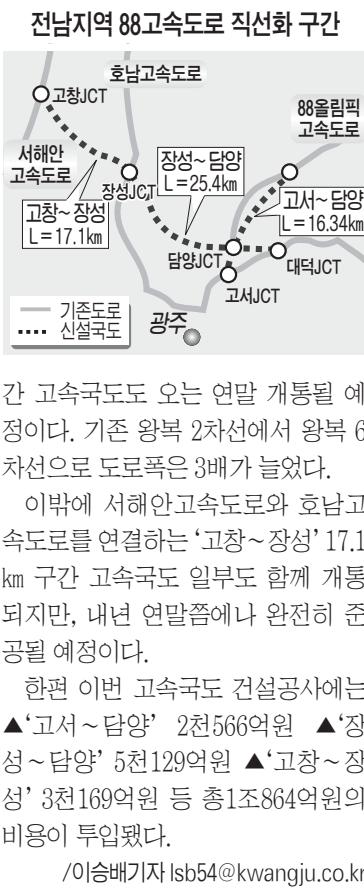 전남지역 88고속도로 직선화 구간
호남고속도로
고창JCT
88올림픽
고속도로
서해안
고속도로
장성JCT
장성~담양
L=25.4㎞
고창~장성
L=17.1㎞
고서~담양
L=16.34㎞
담양JCT
대덕JCT
고서JCT
기존도로
신설국도
광주
간 고속국도도 오는 연말 개통될 예
정이다. 기존 왕복 2차선에서 왕복 6
차선으로 도로폭은 3배가 늘었다.
이밖에 서해안고속도로와 호남고
속도로를 연결하는 ‘고창~장성’ 17.1
㎞ 구간 고속국도 일부도 함께 개통
되지만, 내년 연말쯤에나 완전히 준
공될 예정이다.
한편 이번 고속국도 건설공사에는
▲‘고서~담양’ 2천566억원 ▲‘장
성~담양’ 5천129억원 ▲‘고창~장
성’ 3천169억원 등 총1조864억원의
비용이 투입됐다.
/이승배기자 lsb54@kwangju.co.kr